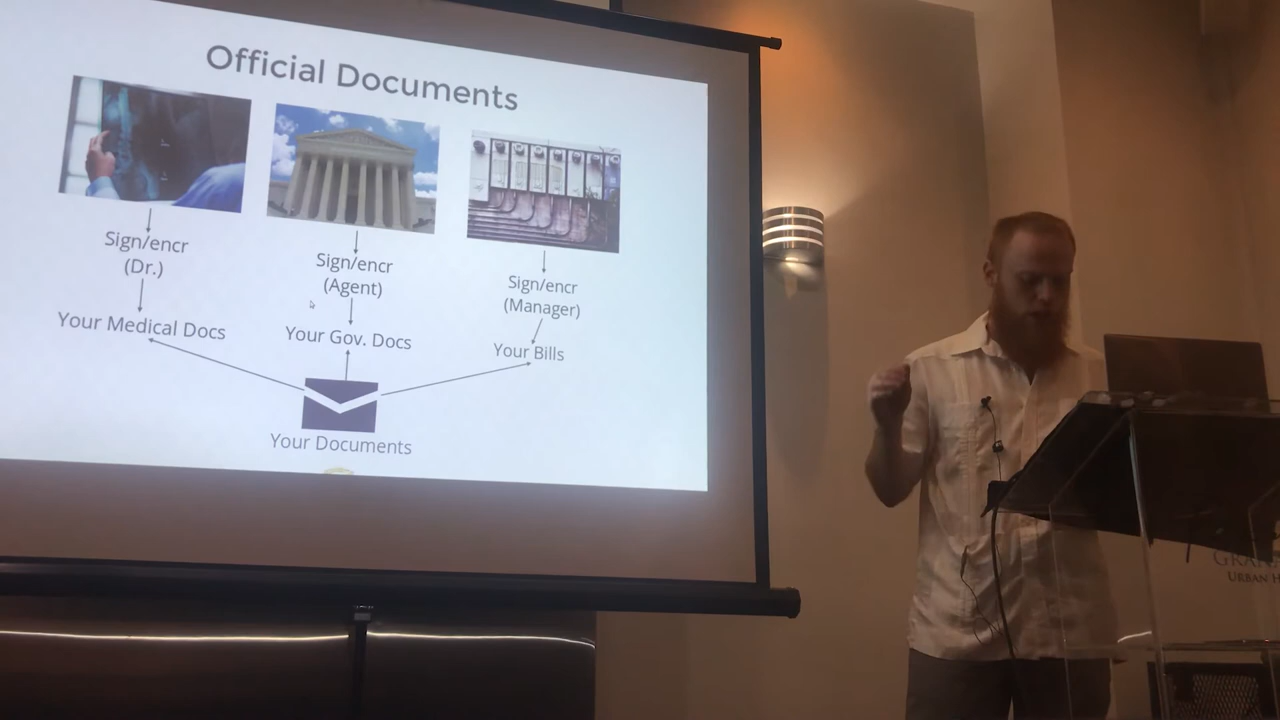 Official Documents
Sign/encr
(Dr.)
Sign/encr
(Agent)
Sign/encr
(Manager)
Your Medical Docs
Your Gov. Docs
Your Bills
Your Documents
URBAN H